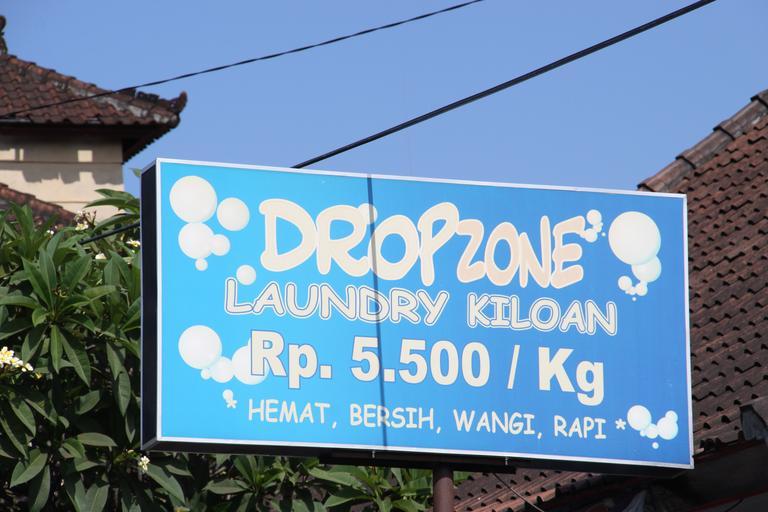 DROPZONE
LAUNDRY KILOAN
Rp. 5.500 / Kg
* HEMAT, BERSIH, WANGI, RAPI *